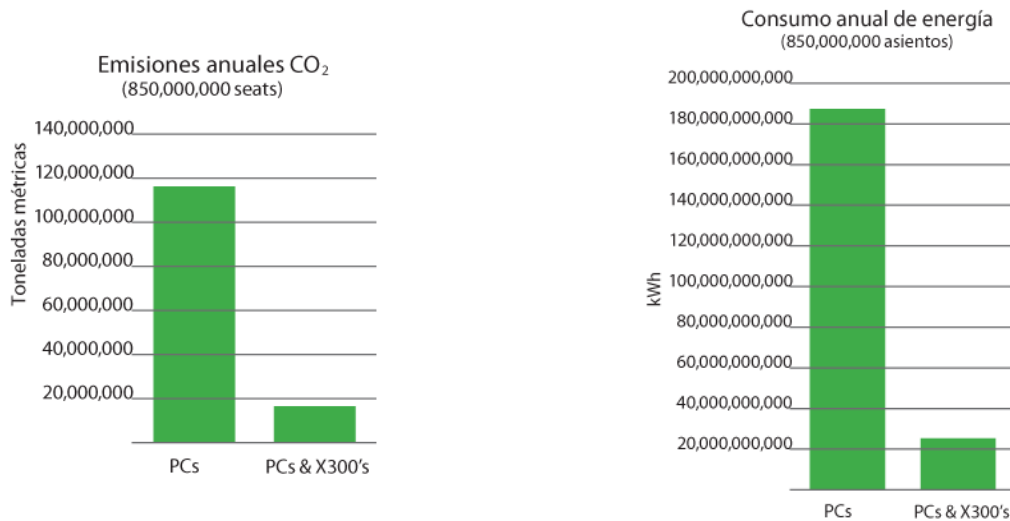 Emisiones anuales CO₂
(850,000,000 seats)
Toneladas métricas
140,000,000
120,000,000
100,000,000
80,000,000
60,000,000
40,000,000
20,000,000
PCs
PCs & X300's
Consumo anual de energía
(850,000,000 asientos)
kWh
200,000,000,000
180,000,000,000
160,000,000,000
140,000,000,000
120,000,000,000
100,000,000,000
80,000,000,000
60,000,000,000
40,000,000,000
20,000,000,000
PCs
PCs & X300's